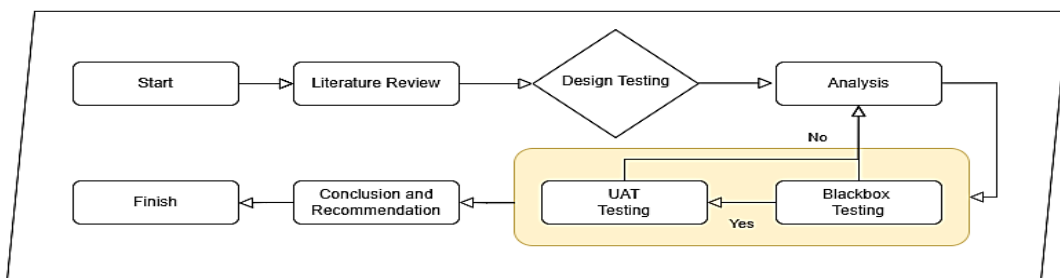 Start
Literature Review
Design Testing
Analysis
No
Finish
Conclusion and
Recommendation
UAT
Testing
Blackbox
Testing
Yes